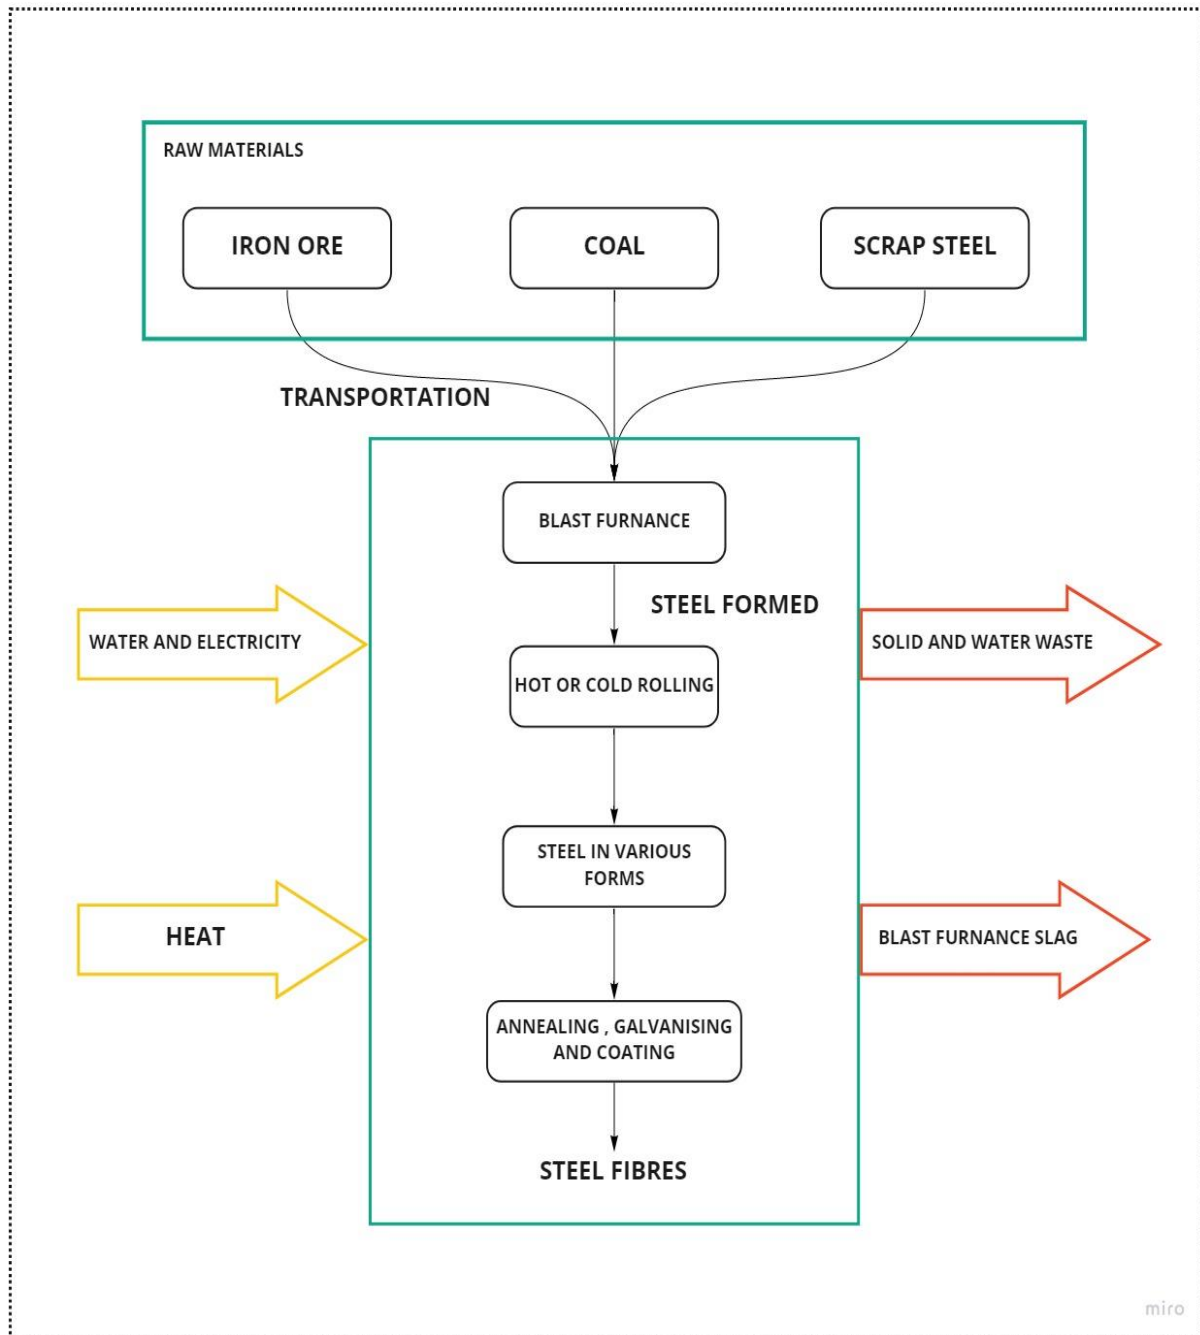 RAW MATERIALS
IRON ORE
COAL
SCRAP STEEL
TRANSPORTATION
BLAST FURNANCE
STEEL FORMED
WATER AND ELECTRICITY
SOLID AND WATER WASTE
HOT OR COLD ROLLING
STEEL IN VARIOUS
FORMS
HEAT
BLAST FURNANCE SLAG
ANNEALING , GALVANISING
AND COATING
STEEL FIBRES
miro